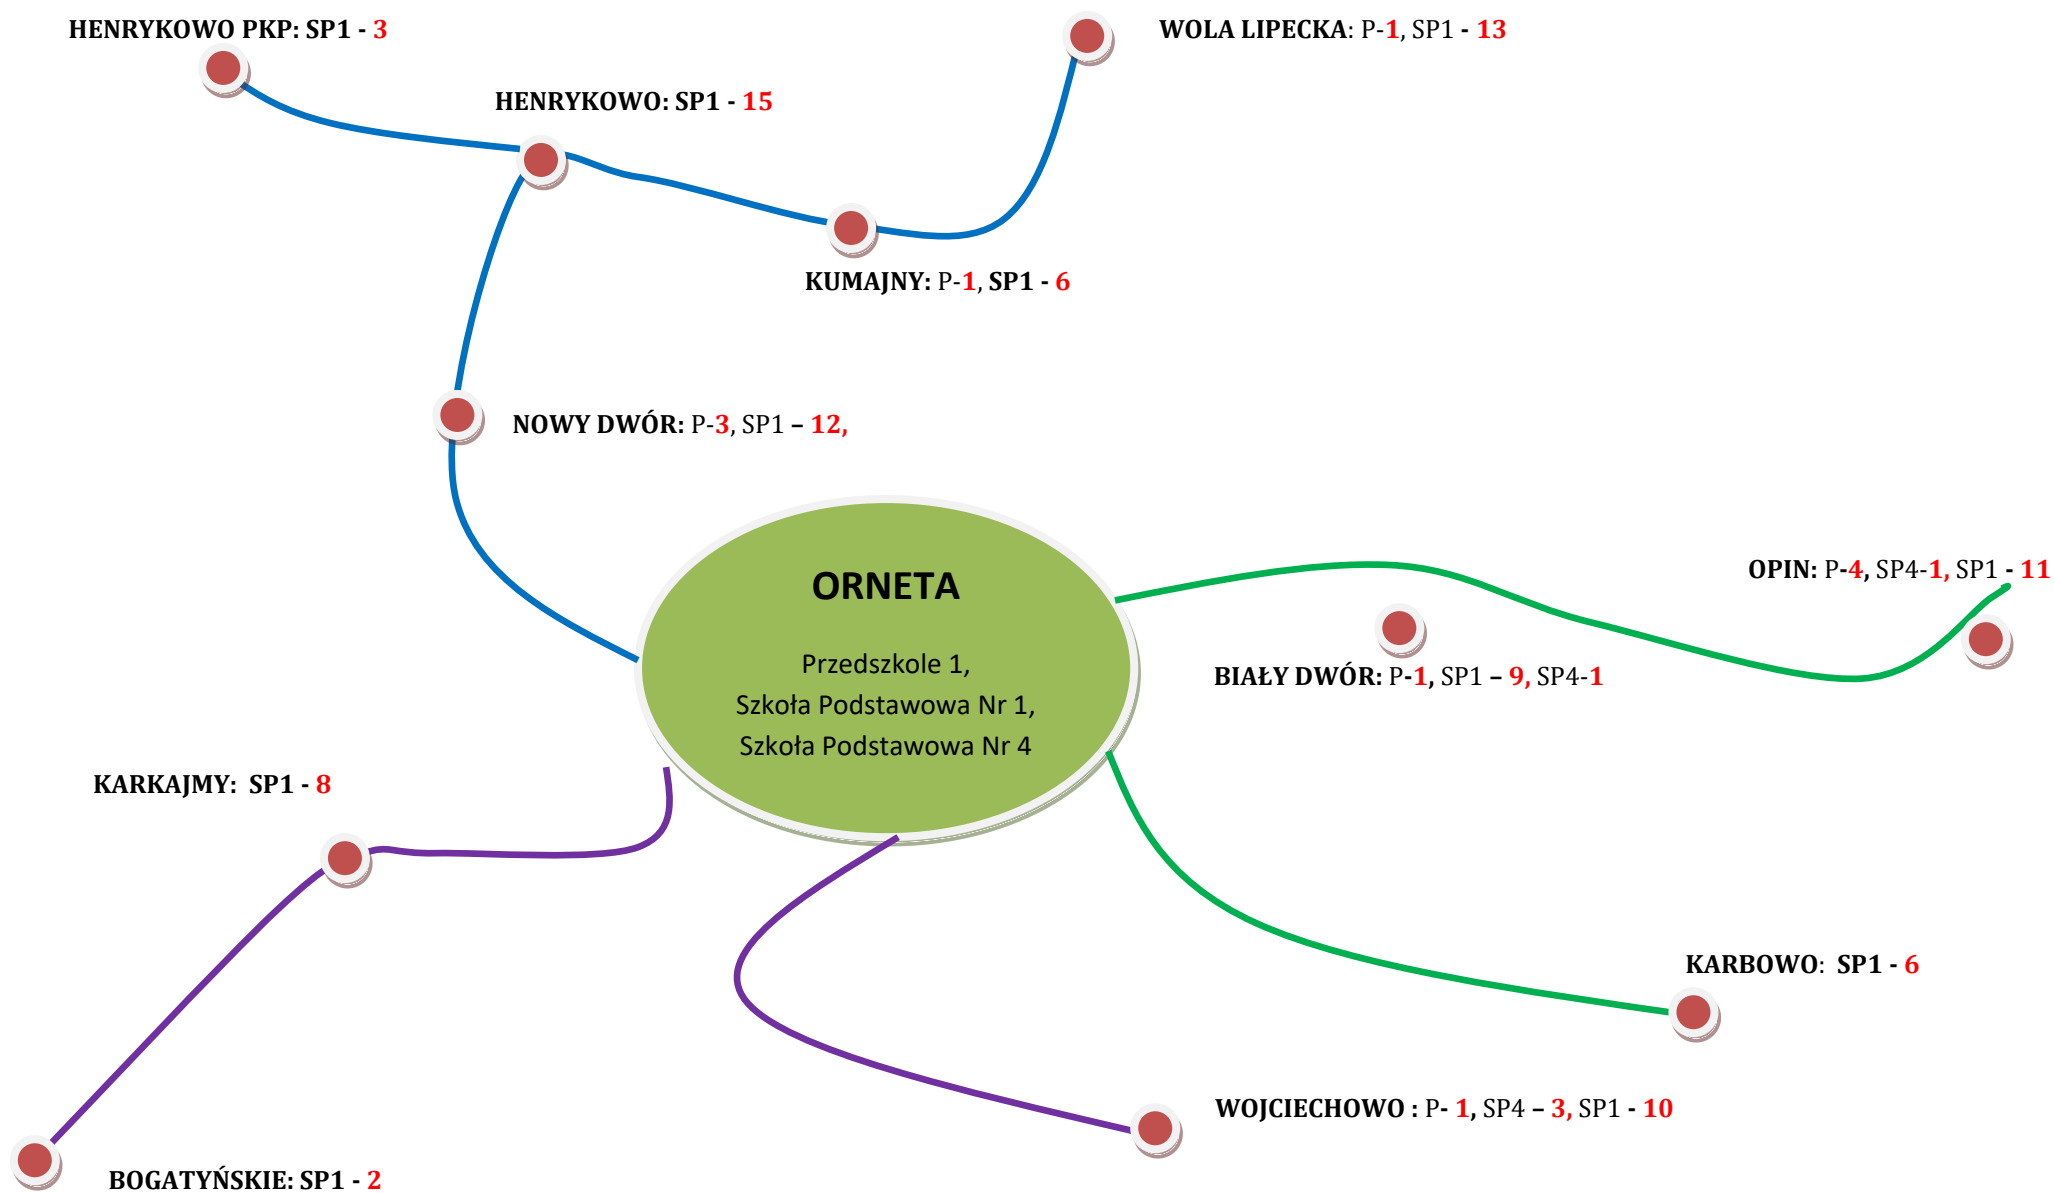 HENRYKOWO PKP: SP1 - 3
WOLA LIPECKA: P-1, SP1 - 13
HENRYKOWO: SP1 - 15
KUMAJNY: P-1, SP1 - 6
NOWY DWÓR: P-3, SP1 – 12,
ORNETA
Przedszkole 1,
Szkoła Podstawowa Nr 1,
Szkoła Podstawowa Nr 4
OPIN: P-4, SP4-1, SP1 - 11
BIAŁY DWÓR: P-1, SP1 – 9, SP4-1
KARKAJMY: SP1 - 8
KARBOWO: SP1 - 6
WOJCIECHOWO : P- 1, SP4 – 3, SP1 - 10
BOGATYŃSKIE: SP1 - 2